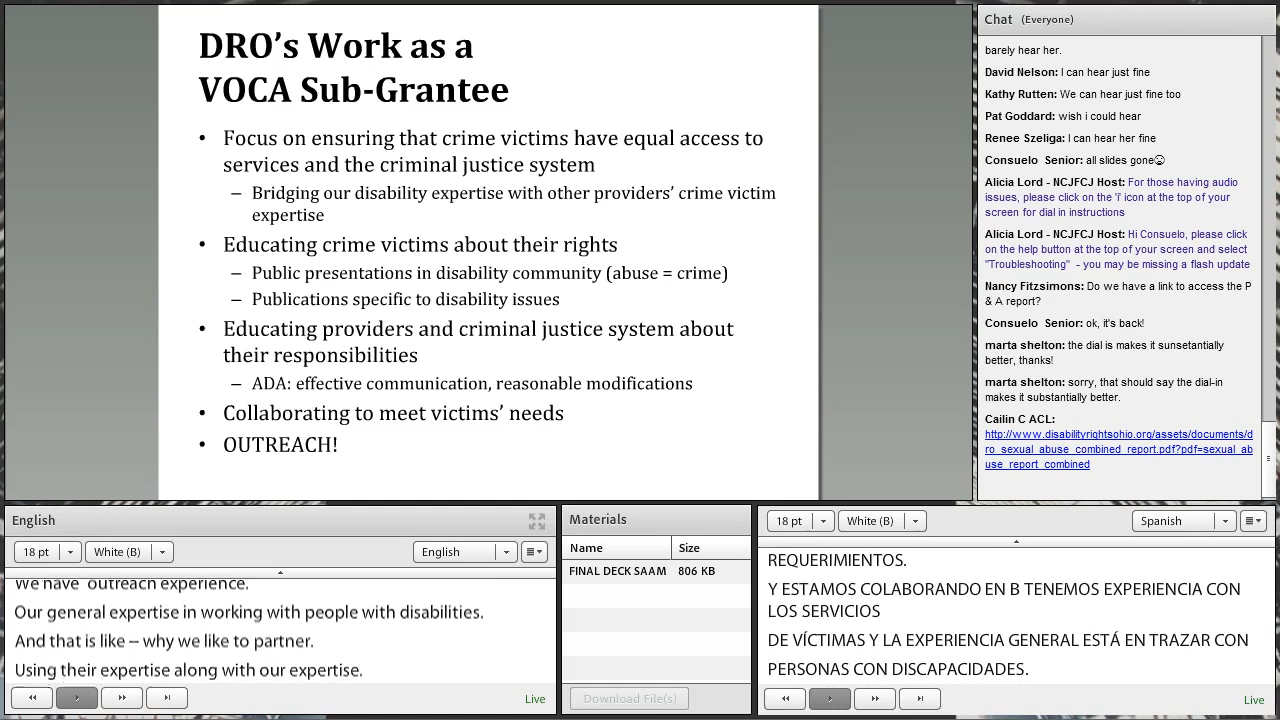 DRO's Work as a
VOCA Sub-Grantee
• Focus on ensuring that crime victims have equal access to
services and the criminal justice system
– Bridging our disability expertise with other providers' crime victim
expertise
• Educating crime victims about their rights
– Public presentations in disability community (abuse = crime)
– Publications specific to disability issues
• Educating providers and criminal justice system about
their responsibilities
– ADA: effective communication, reasonable modifications
• Collaborating to meet victims' needs
• OUTREACH!
Chat (Everyone)
barely hear her.
David Nelson: I can hear just fine
Kathy Rutten: We can hear just fine too
Pat Goddard: wish i could hear
Renee Szeliga: I can hear her fine
Consuelo Senior: all slides gone
Alicia Lord - NCJFCJ Host: For those having audio
issues, please click on the 'i' icon at the top of your
screen for dial in instructions
Alicia Lord - NCJFCJ Host: Hi Consuelo, please click
on the help button at the top of your screen and select
"Troubleshooting" - you may be missing a flash update
Nancy Fitzsimons: Do we have a link to access the P
& A report?
Consuelo Senior: ok, it's back!
marta shelton: the dial is makes it sunsetantially
better, thanks!
marta shelton: sorry, that should say the dial-in
makes it substantially better.
Cailin C ACL:
http://www.disabilityrightsohio.org/assets/documents/d
ro_sexual_abuse_combined_report.pdf?pdf=sexual_ab
use_report_combined
English
18 pt White (B) English
We have outreach experience.
Our general expertise in working with people with disabilities.
And that is like -- why we like to partner.
Using their expertise along with our expertise.
Live
Materials
Name Size
FINAL DECK SAAM 806 KB
Download File(s)
18 pt White (B) Spanish
REQUERIMIENTOS.
Y ESTAMOS COLABORANDO EN B TENEMOS EXPERIENCIA CON
LOS SERVICIOS
DE VÍCTIMAS Y LA EXPERIENCIA GENERAL ESTÁ EN TRAZAR CON
PERSONAS CON DISCAPACIDADES.
Live